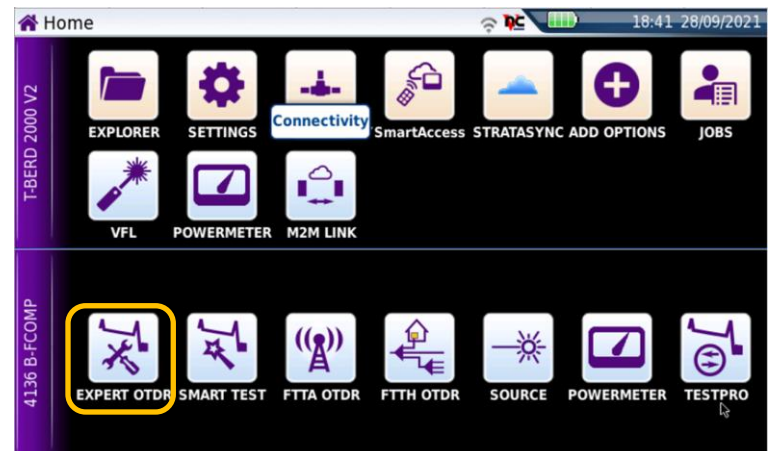 Home
18:41 28/09/2021
T-BERD 2000 V2
EXPLORER SETTINGS Connectivity SmartAccess STRATASYNC ADD OPTIONS JOBS
VFL POWERMETER M2M LINK
4136 B-FCOMP
EXPERT OTDR SMART TEST FTTA OTDR FTTH OTDR SOURCE POWERMETER TESTPRO